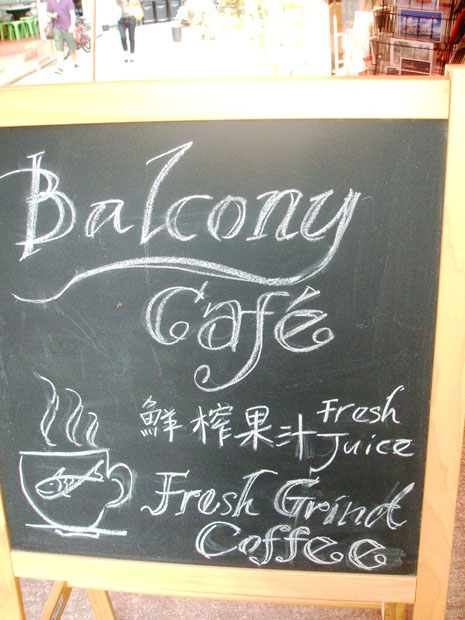 Balcony
Café
鮮榨果汁 Fresh Juice
Fresh Grind
Coffee